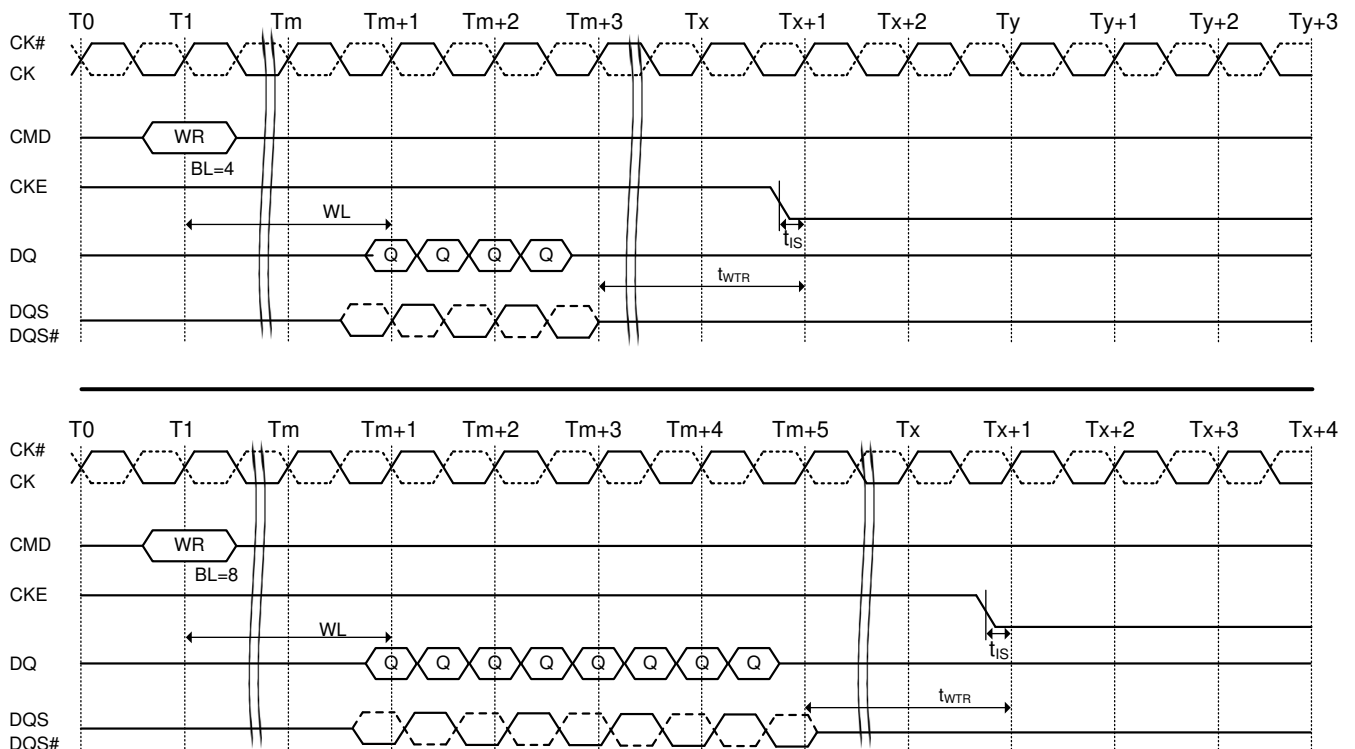 T0 T1 Tm Tm+1 Tm+2 Tm+3 Tx Tx+1 Tx+2 Ty Ty+1 Ty+2 Ty+3
CK#
CK
CMD WR
BL=4
CKE
WL
tIS
DQ Q Q Q Q
tWTR
DQS
DQS#
T0 T1 Tm Tm+1 Tm+2 Tm+3 Tm+4 Tm+5 Tx Tx+1 Tx+2 Tx+3 Tx+4
CK#
CK
CMD WR
BL=8
CKE
WL
tIS
DQ Q Q Q Q Q Q Q Q
tWTR
DQS
DQS#